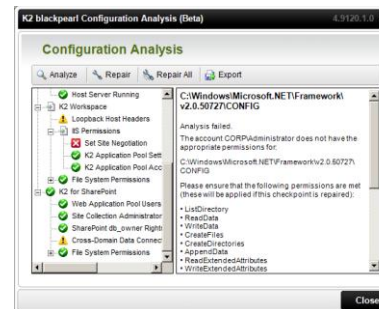 K2 blackpearl Configuration Analysis (Beta)
4.9120.1.0
Configuration Analysis
Analyze
Repair
Repair All
Export
Host Server Running
K2 Workspace
Loopback Host Headers
IIS Permissions
Set Site Negotiation
K2 Application Pool Sett
K2 Application Pool Acc
File System Permissions
K2 for SharePoint
Web Application Pool Users
Site Collection Administrator
SharePoint db_owner Rights
Cross-Domain Data Connec
File System Permissions
C:\Windows\Microsoft.NET\Framework\
v2.0.50727\CONFIG
Analysis failed.
The account CORP\Administrator does not have the
appropriate permissions for:
C:\Windows\Microsoft.NET\Framework\v2.0.50727\
CONFIG
Please ensure that the following permissions are met
(these will be applied if this checkpoint is repaired):
• ListDirectory
• ReadData
• WriteData
• CreateFiles
• CreateDirectories
• AppendData
• ReadExtendedAttributes
• WriteExtendedAttributes
Close